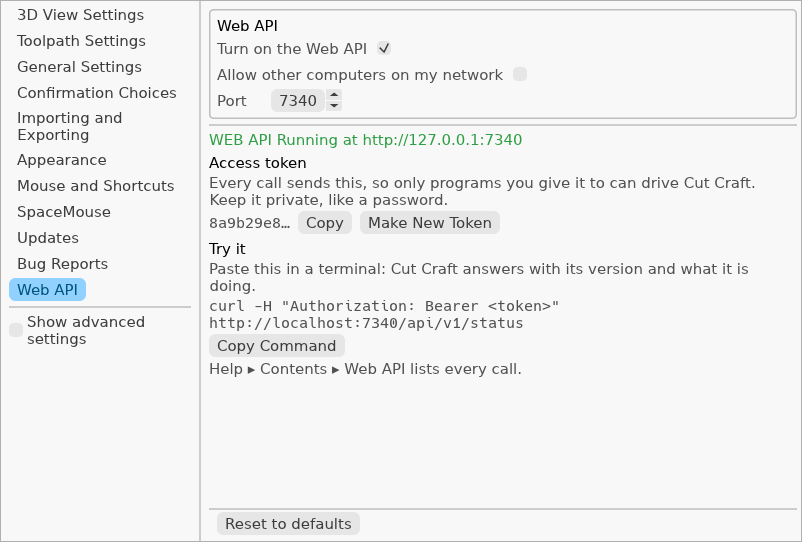 3D View Settings
Toolpath Settings
General Settings
Confirmation Choices
Importing and
Exporting
Appearance
Mouse and Shortcuts
SpaceMouse
Updates
Bug Reports
Web API
Show advanced
settings
Web API
Turn on the Web API
Allow other computers on my network
Port 7340
WEB API Running at http://127.0.0.1:7340
Access token
Every call sends this, so only programs you give it to can drive Cut Craft.
Keep it private, like a password.
8a9b29e8… Copy Make New Token
Try it
Paste this in a terminal: Cut Craft answers with its version and what it is
doing.
curl -H "Authorization: Bearer <token>"
http://localhost:7340/api/v1/status
Copy Command
Help ▸ Contents ▸ Web API lists every call.
Reset to defaults